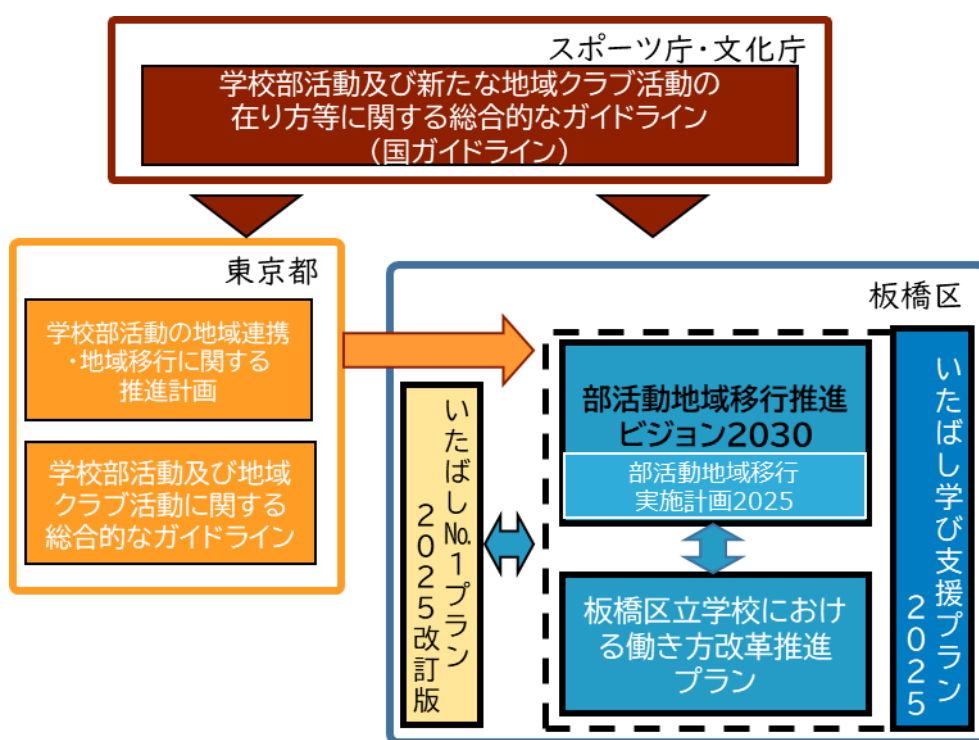 スポーツ庁・文化庁
学校部活動及び新たな地域クラブ活動の
在り方等に関する総合的なガイドライン
（国ガイドライン）
東京都
学校部活動の地域連携
・地域移行に関する
推進計画
学校部活動及び地域
クラブ活動に関する
総合的なガイドライン
板橋区
いたばし№1プラン
2025改訂版
部活動地域移行推進
ビジョン2030
部活動地域移行
実施計画2025
板橋区立学校におけ
る働き方改革推進
プラン
いたばし学び支援プラン
2025